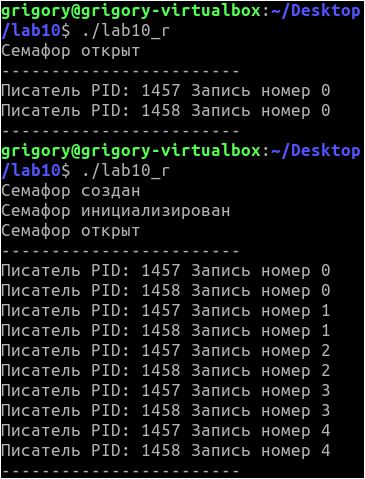 grigory@grigory-virtualbox:~/Desktop
/lab10$ ./lab10_r
Семафор открыт
------------------------
Писатель PID: 1457 Запись номер 0
Писатель PID: 1458 Запись номер 0
------------------------
grigory@grigory-virtualbox:~/Desktop
/lab10$ ./lab10_r
Семафор создан
Семафор инициализирован
Семафор открыт
------------------------
Писатель PID: 1457 Запись номер 0
Писатель PID: 1458 Запись номер 0
Писатель PID: 1457 Запись номер 1
Писатель PID: 1458 Запись номер 1
Писатель PID: 1457 Запись номер 2
Писатель PID: 1458 Запись номер 2
Писатель PID: 1457 Запись номер 3
Писатель PID: 1458 Запись номер 3
Писатель PID: 1457 Запись номер 4
Писатель PID: 1458 Запись номер 4
------------------------